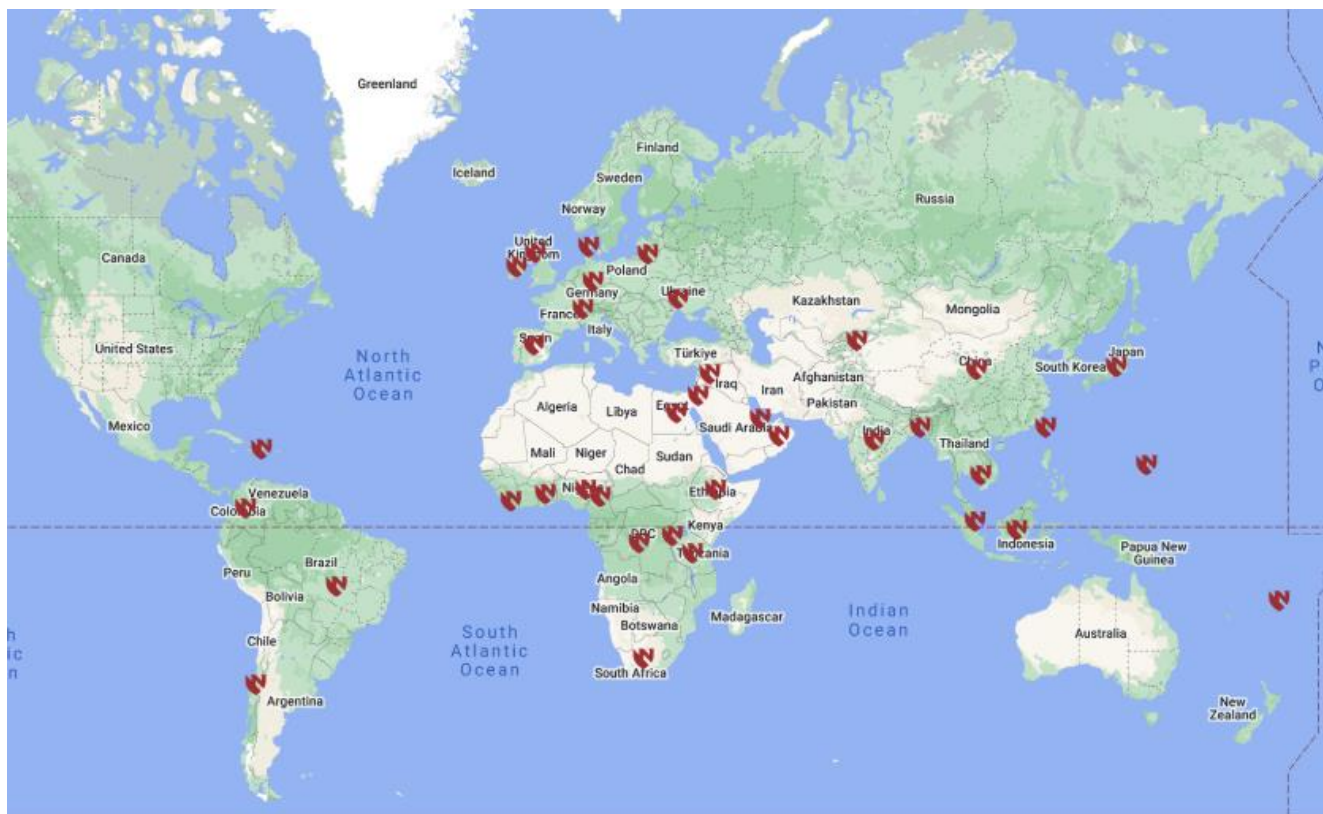 Greenland
Iceland
Finland
Sweden
Norway
Russia
Canada
United
Kingdom
Poland
Germany
Ukraine
France
Italy
Spain
Kazakhstan
Mongolia
United States
North
Atlantic
Ocean
Türkiye
China
Japan
South Korea
Afghanistan
Iraq
Iran
Pakistan
Algeria
Libya
Egypt
Saudi Arabia
India
Mexico
Mali
Niger
Chad
Sudan
Thailand
Venezuela
Colombia
Ethiopia
Kenya
DRC
Tanzania
Indonesia
Papua New
Guinea
Peru
Brazil
Bolivia
Angola
Namibia
Botswana
Madagascar
Indian
Ocean
Chile
South
Atlantic
Ocean
Australia
South Africa
Argentina
New
Zealand